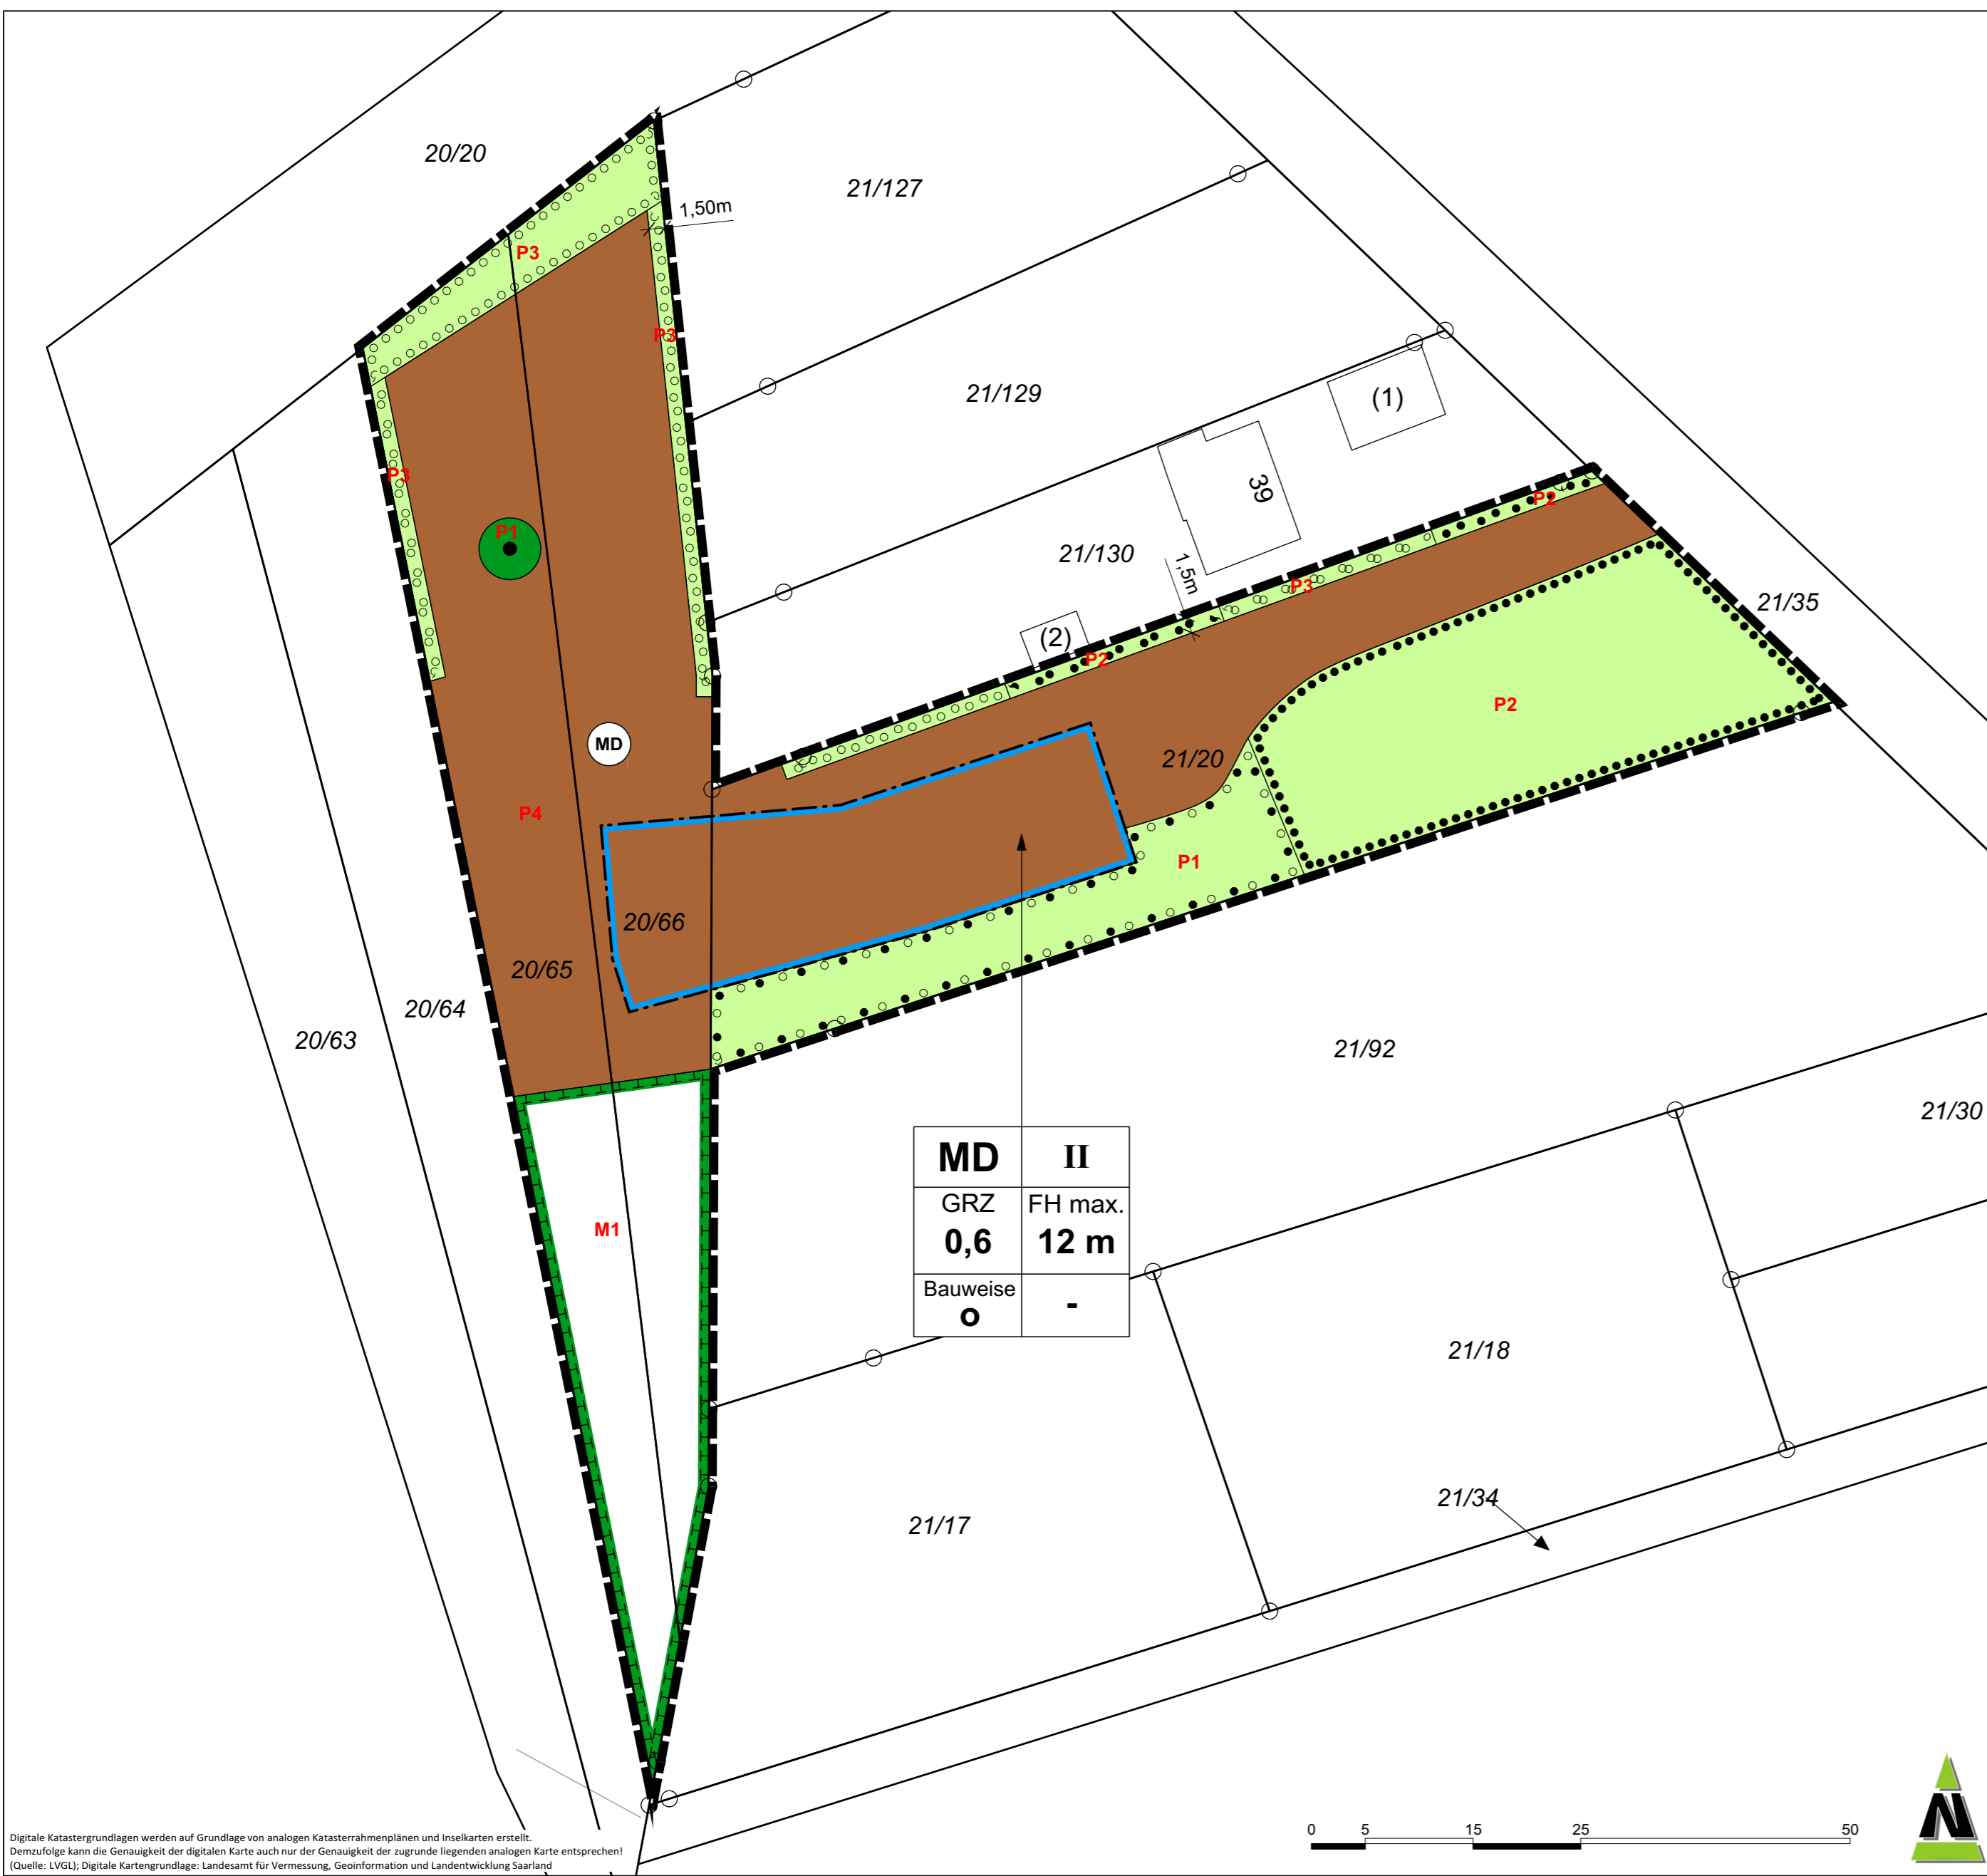 20/20
21/127
1,50m
P3
P3
21/129
(1)
39
P3
P2
P1
21/130
1,5m
P3
21/35
(2)
P2
P2
MD
21/20
P4
P1
20/66
20/65
20/64
20/63
21/92
21/30
MD II
GRZ FH max.
0,6 12 m
Bauweise
o -
M1
21/18
21/34
21/17
0 5 15 25 50
N
Digitale Katastergrundlagen werden auf Grundlage von analogen Katasterrahmenplänen und Inselkarten erstellt.
Demzufolge kann die Genauigkeit der digitalen Karte auch nur der Genauigkeit der zugrunde liegenden analogen Karte entsprechen!
(Quelle: LVGL); Digitale Kartengrundlage: Landesamt für Vermessung, Geoinformation und Landentwicklung Saarland